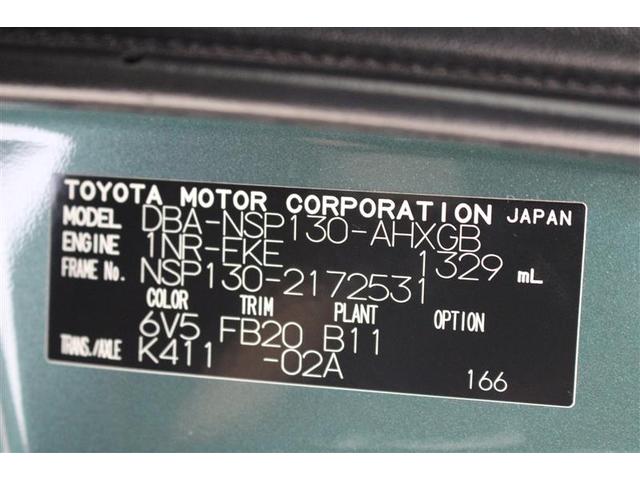 TOYOTA MOTOR CORPORATION JAPAN
MODEL DBA-NSP130-AHXGB
ENGINE 1NR-FKE 1329 mL
FRAME No. NSP130-2172531
COLOR TRIM PLANT OPTION
6V5 FB20 B11
TRANS./AXLE K411 -02A
166